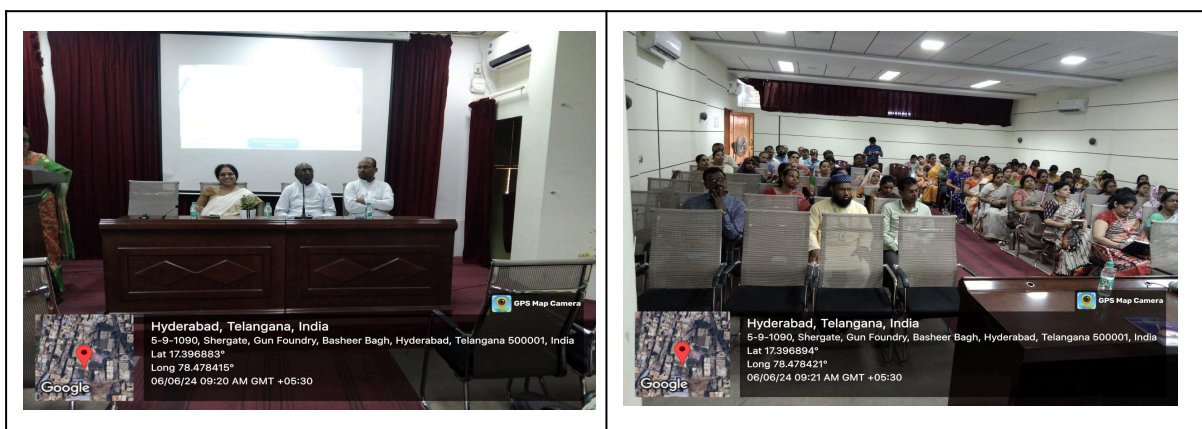 GPS Map Camera
Hyderabad, Telangana, India
5-9-1090, Shergate, Gun Foundry, Basheer Bagh, Hyderabad, Telangana 500001, India
Lat 17.396883°
Long 78.478415°
06/06/24 09:20 AM GMT +05:30
Google
GPS Map Camera
Hyderabad, Telangana, India
5-9-1090, Shergate, Gun Foundry, Basheer Bagh, Hyderabad, Telangana 500001, India
Lat 17.396894°
Long 78.478421°
06/06/24 09:21 AM GMT +05:30
Google